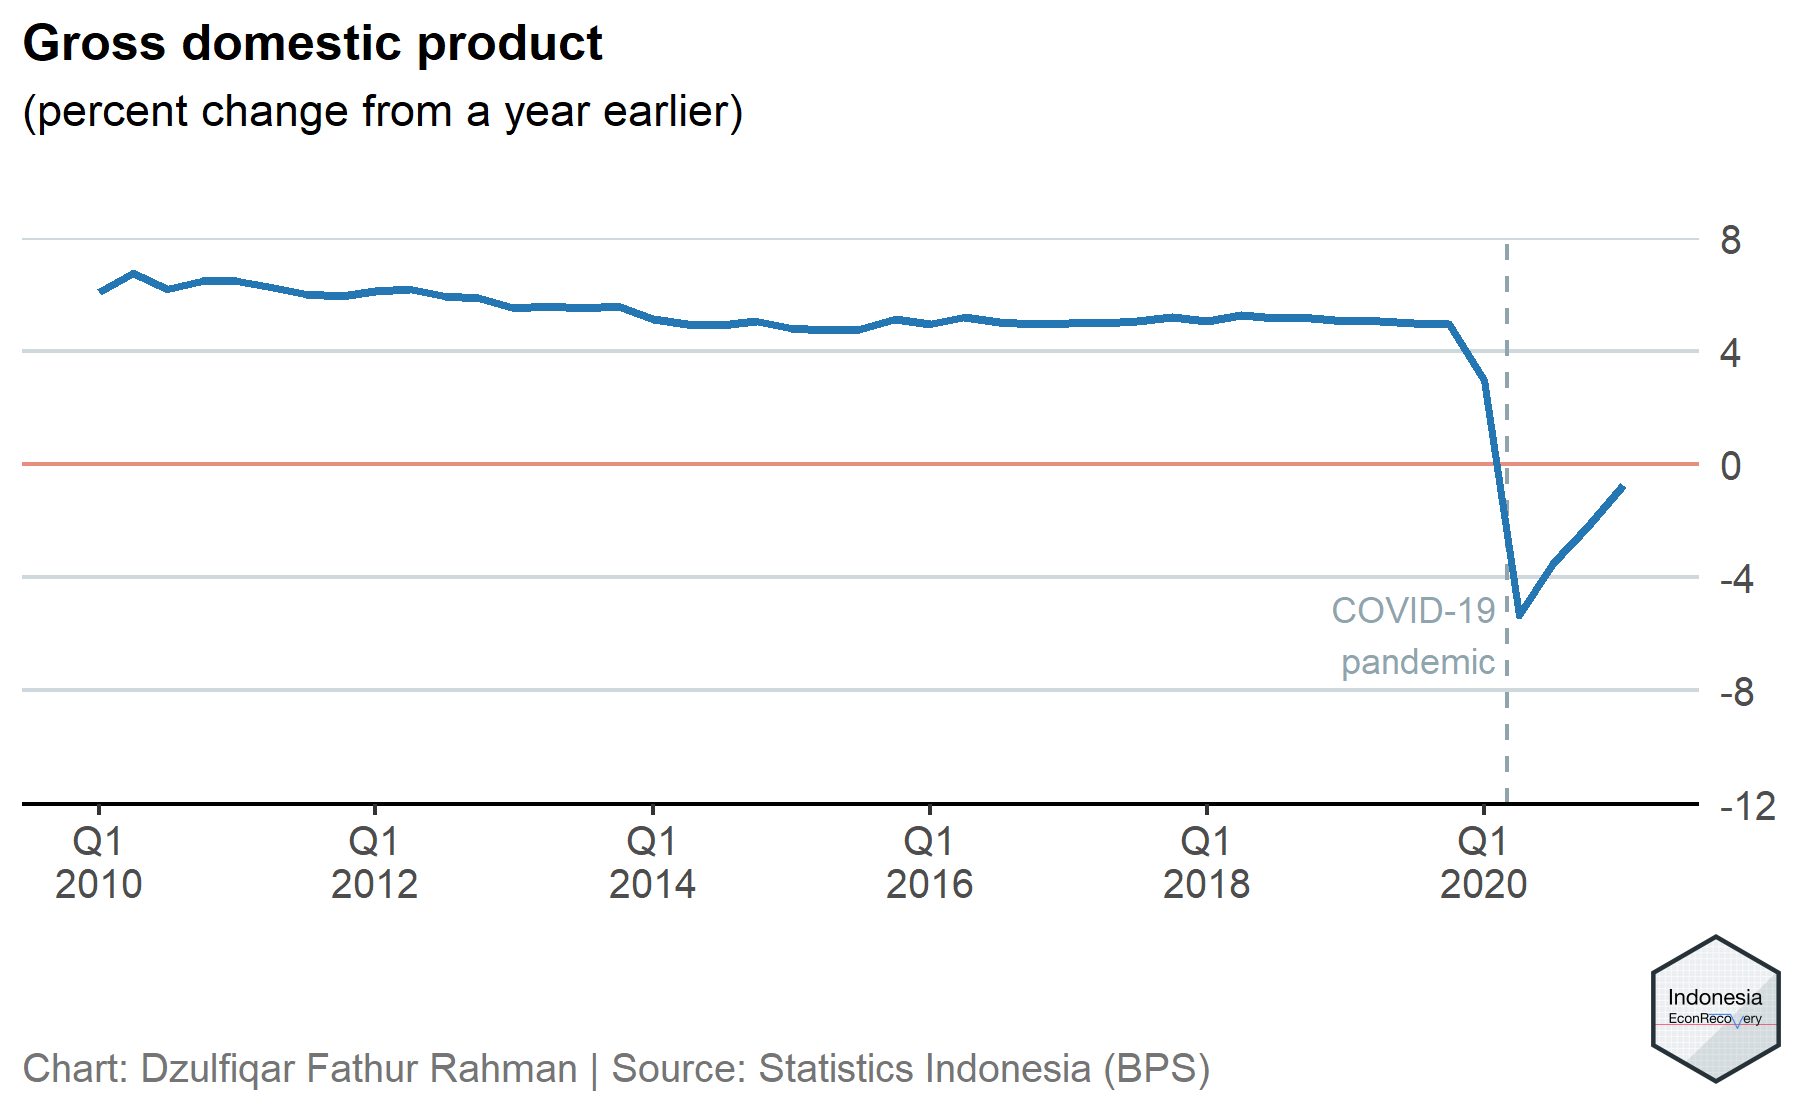 Gross domestic product
(percent change from a year earlier)
8
4
0
-4
-8
-12
COVID-19
pandemic
Q1 Q1 Q1 Q1 Q1 Q1
2010 2012 2014 2016 2018 2020
Indonesia
EconRecovery
Chart: Dzulfiqar Fathur Rahman | Source: Statistics Indonesia (BPS)